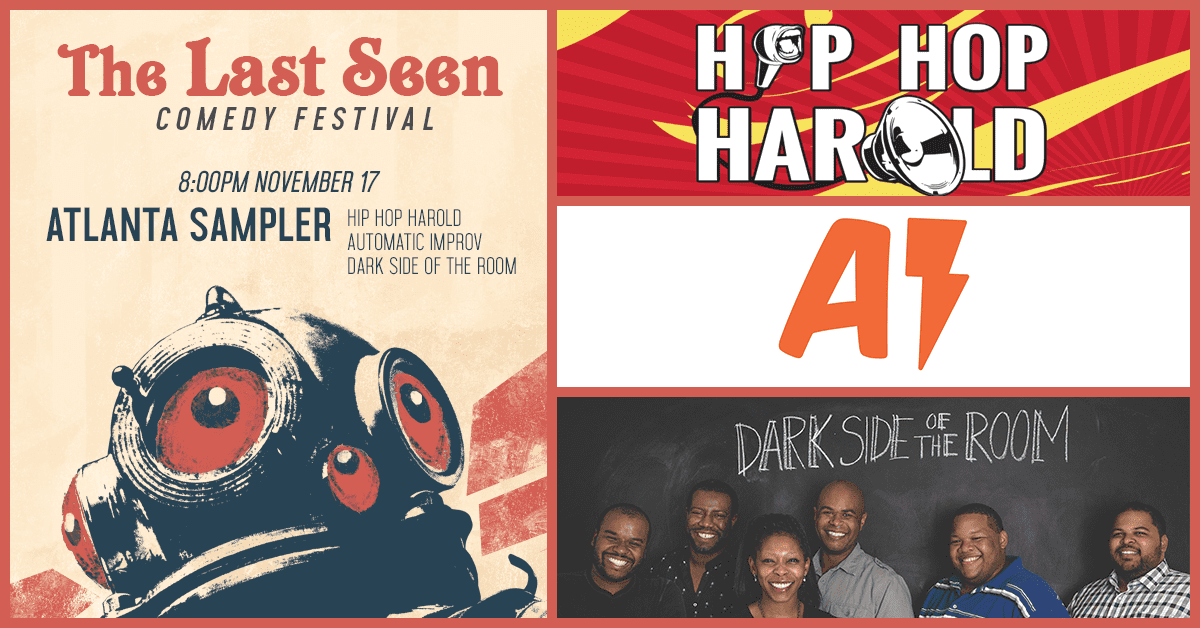 The Last Seen
COMEDY FESTIVAL
8:00PM NOVEMBER 17
ATLANTA SAMPLER
HIP HOP HAROLD
AUTOMATIC IMPROV
DARK SIDE OF THE ROOM
HIP HOP
HAROLD
AI
DARK SIDE OF THE ROOM